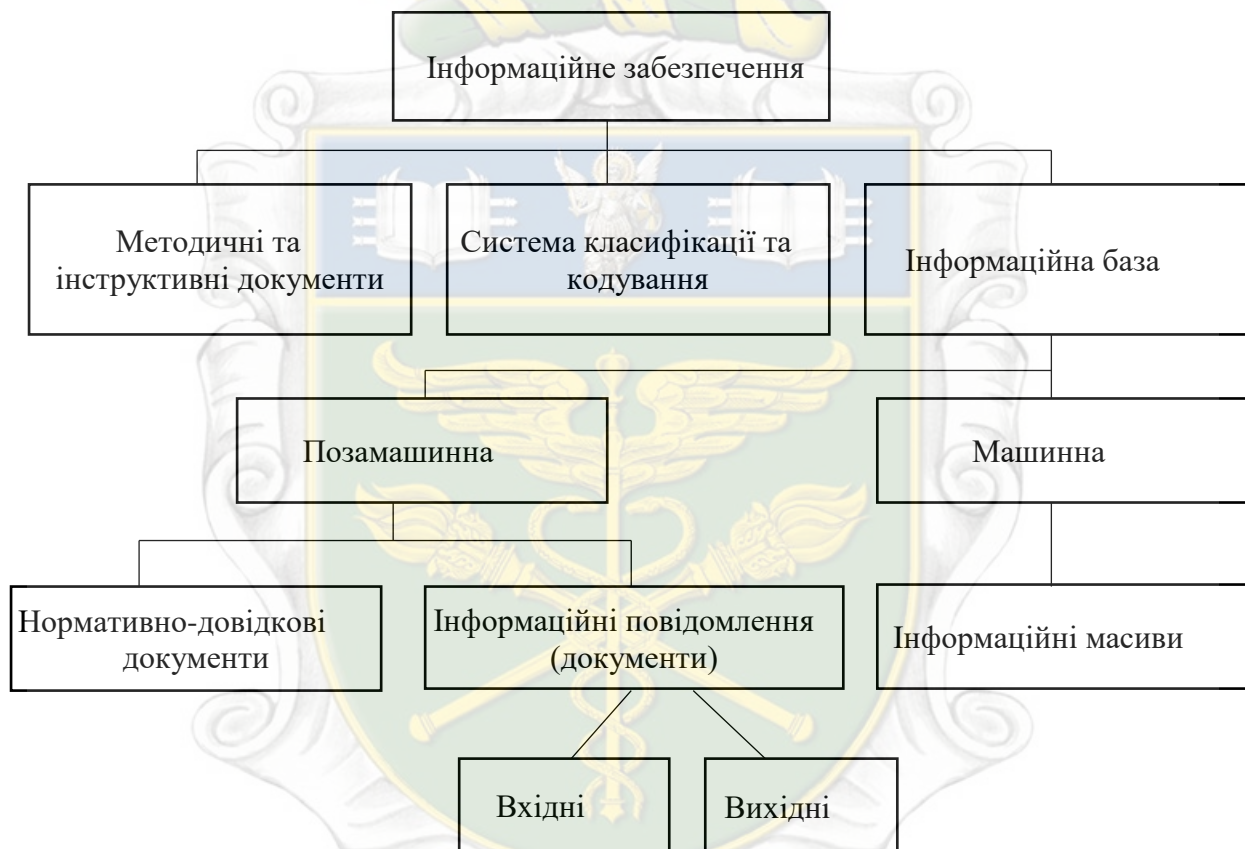 Інформаційне забезпечення
Методичні та
інструктивні документи
Система класифікації та
кодування
Інформаційна база
Позамашинна
Машинна
Нормативно-довідкові
документи
Інформаційні повідомлення
(документи)
Інформаційні масиви
Вхідні
Вихідні